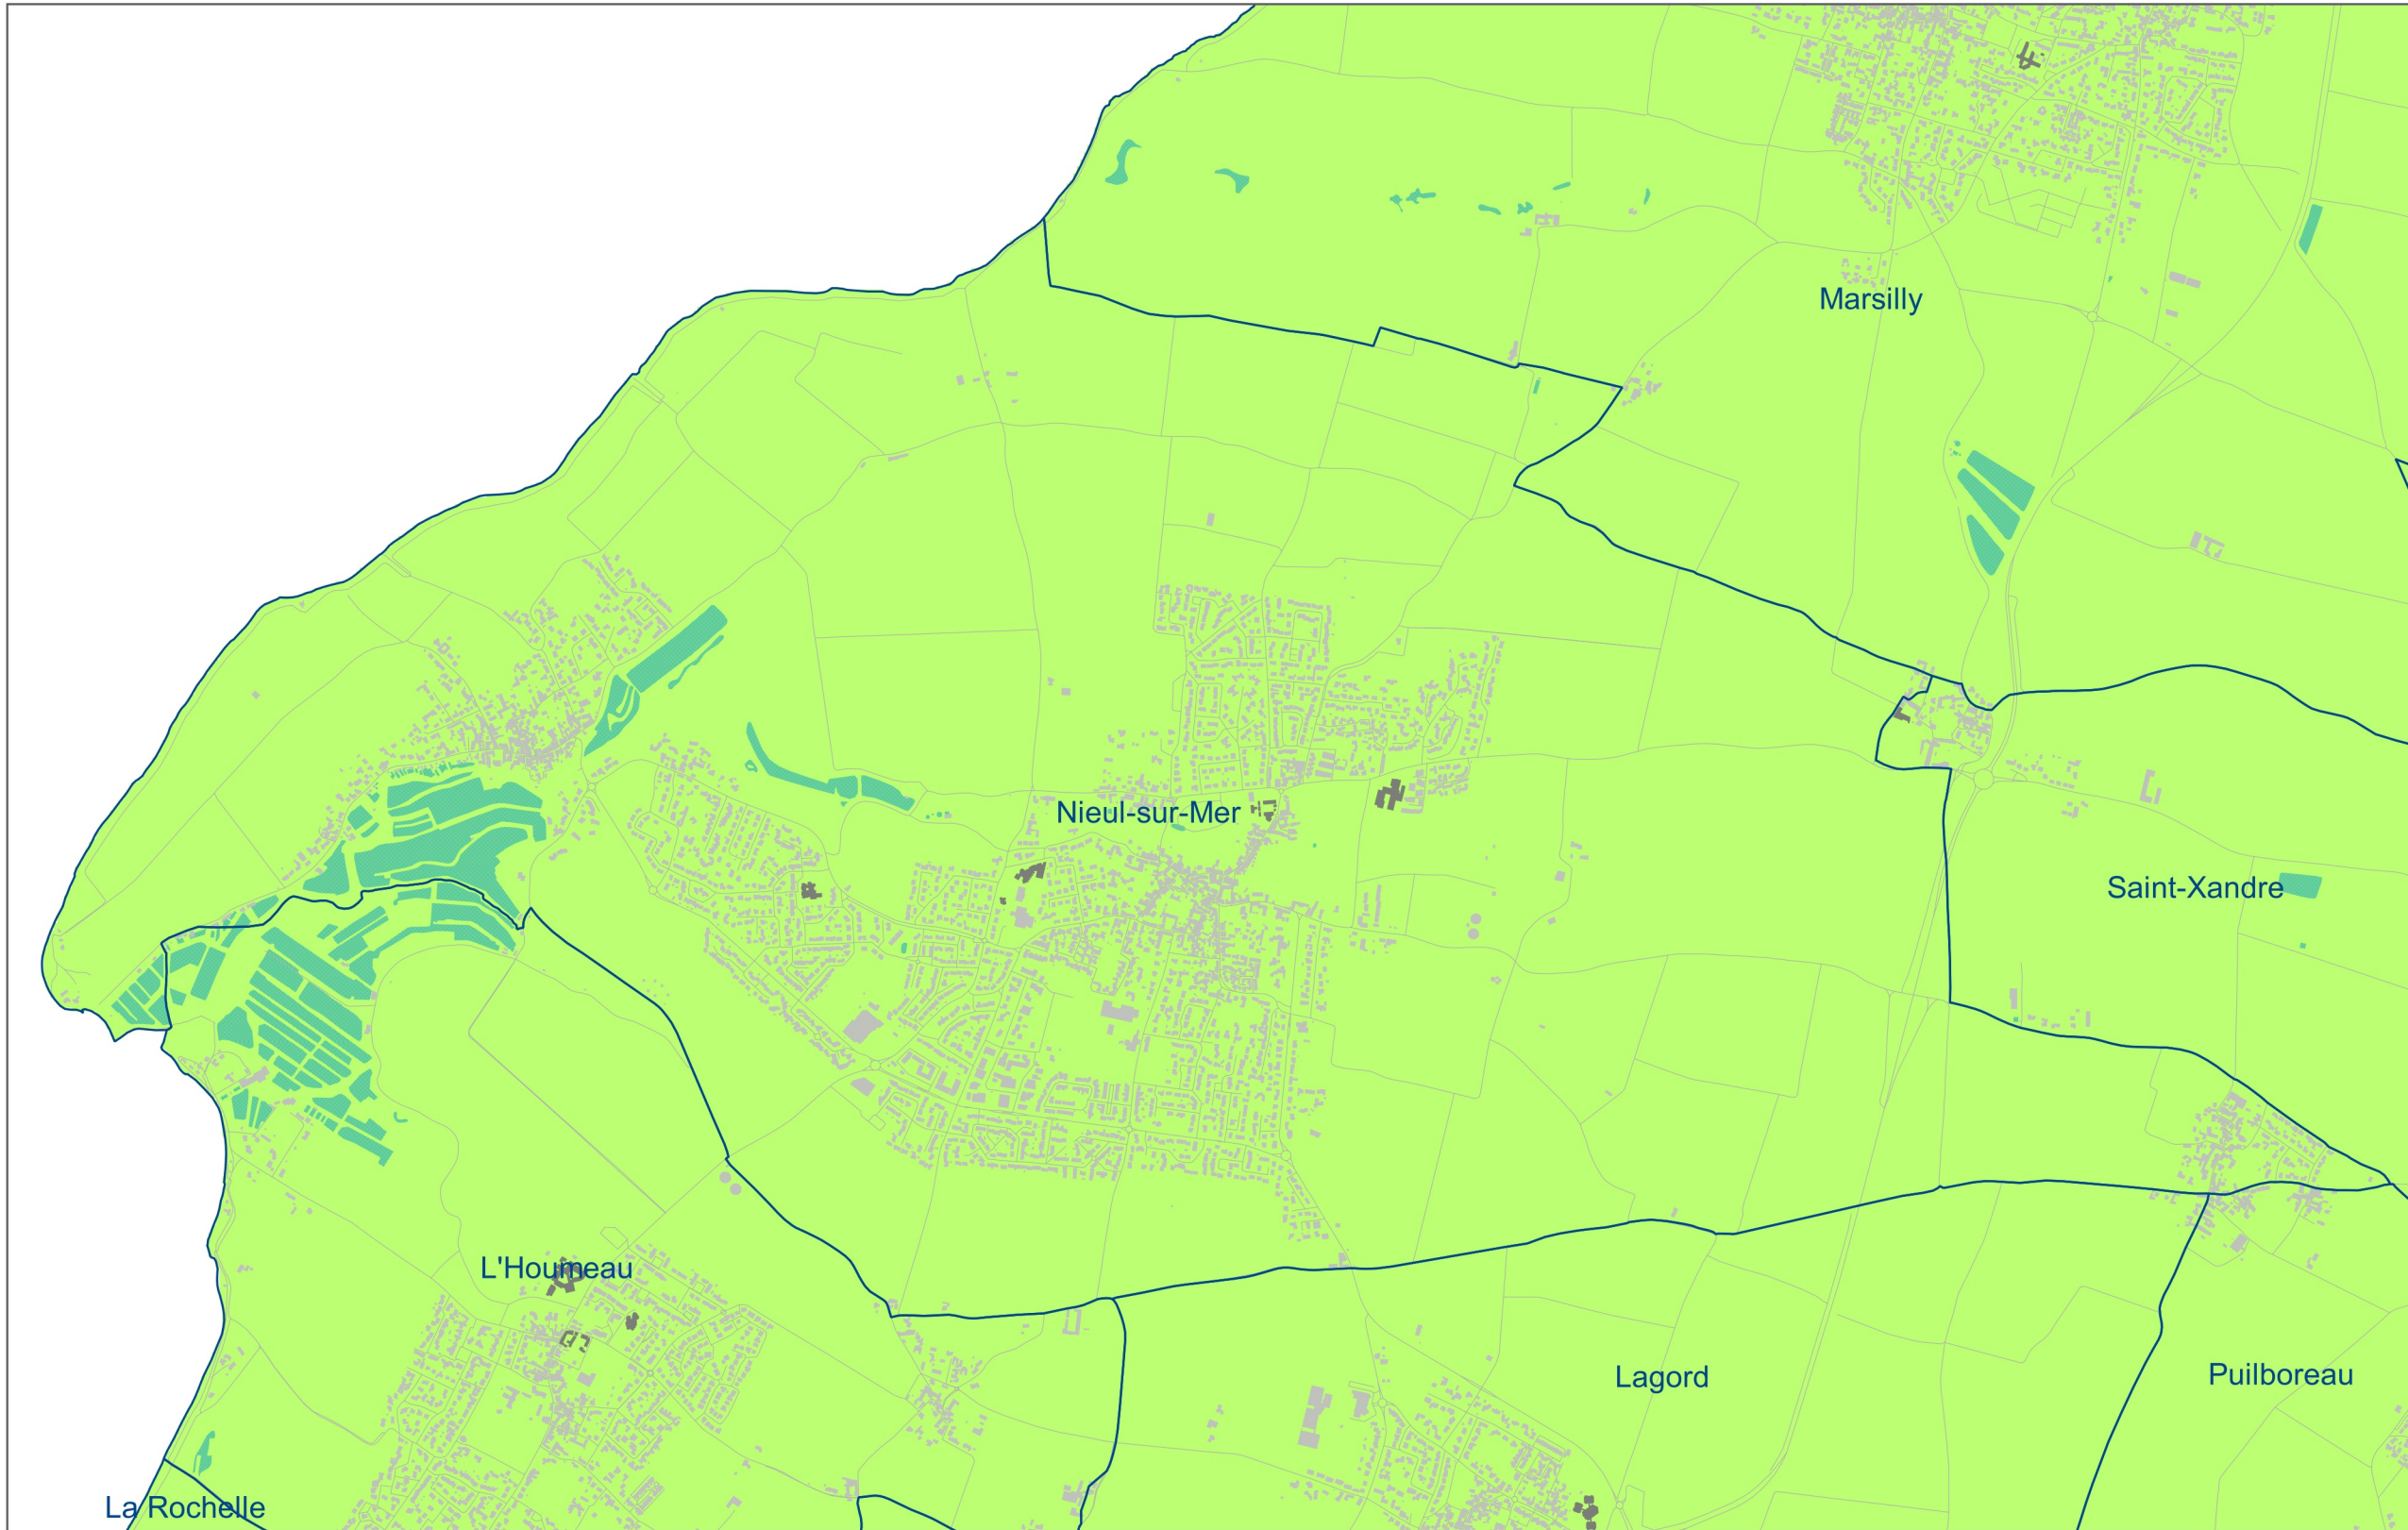 Marsilly
Nieul-sur-Mer
Saint-Xandre
L'Houmeau
Lagord
Puilboreau
La Rochelle